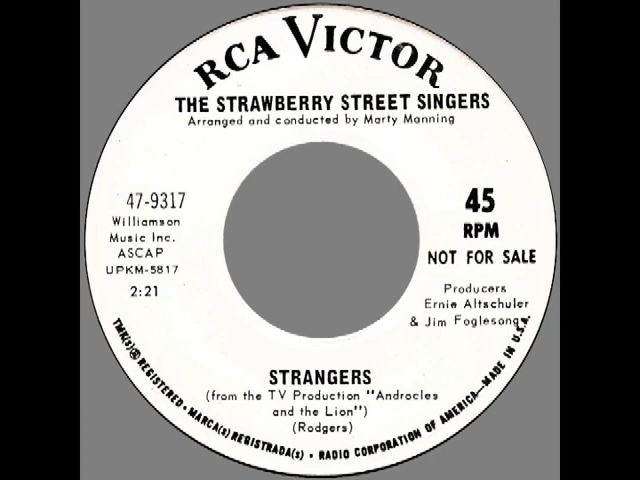 RCA VICTOR
THE STRAWBERRY STREET SINGERS
Arranged and conducted by Marty Manning
47-9317
Williamson
Music Inc.
ASCAP
UPKM-5817
2:21
45
RPM
NOT FOR SALE
Producers
Ernie Altschuler
& Jim Foglesong
STRANGERS
(from the TV Production "Androcles
and the Lion")
(Rodgers)
TMK(s) ® REGISTERED • MARCA(s) REGISTRADA(s) • RADIO CORPORATION OF AMERICA—MADE IN U.S.A.